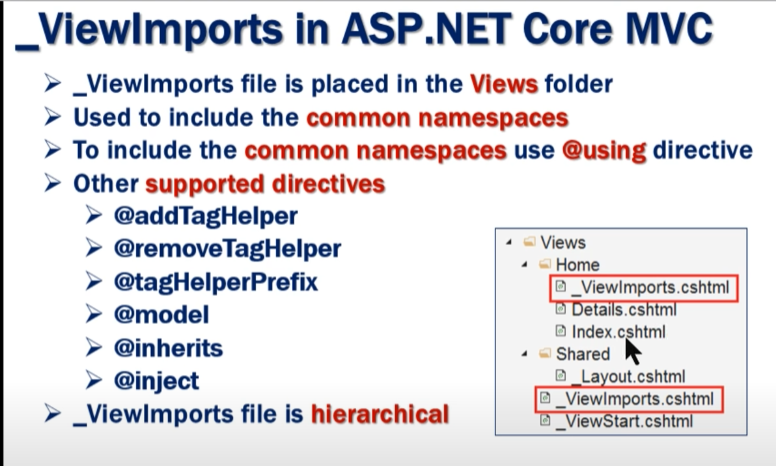 _ViewImports in ASP.NET Core MVC
_ViewImports file is placed in the Views folder
Used to include the common namespaces
To include the common namespaces use @using directive
Other supported directives
@addTagHelper
@removeTagHelper
@tagHelperPrefix
@model
@inherits
@inject
_ViewImports file is hierarchical
Views
Home
_ViewImports.cshtml
Details.cshtml
Index.cshtml
Shared
_Layout.cshtml
_ViewImports.cshtml
_ViewStart.cshtml